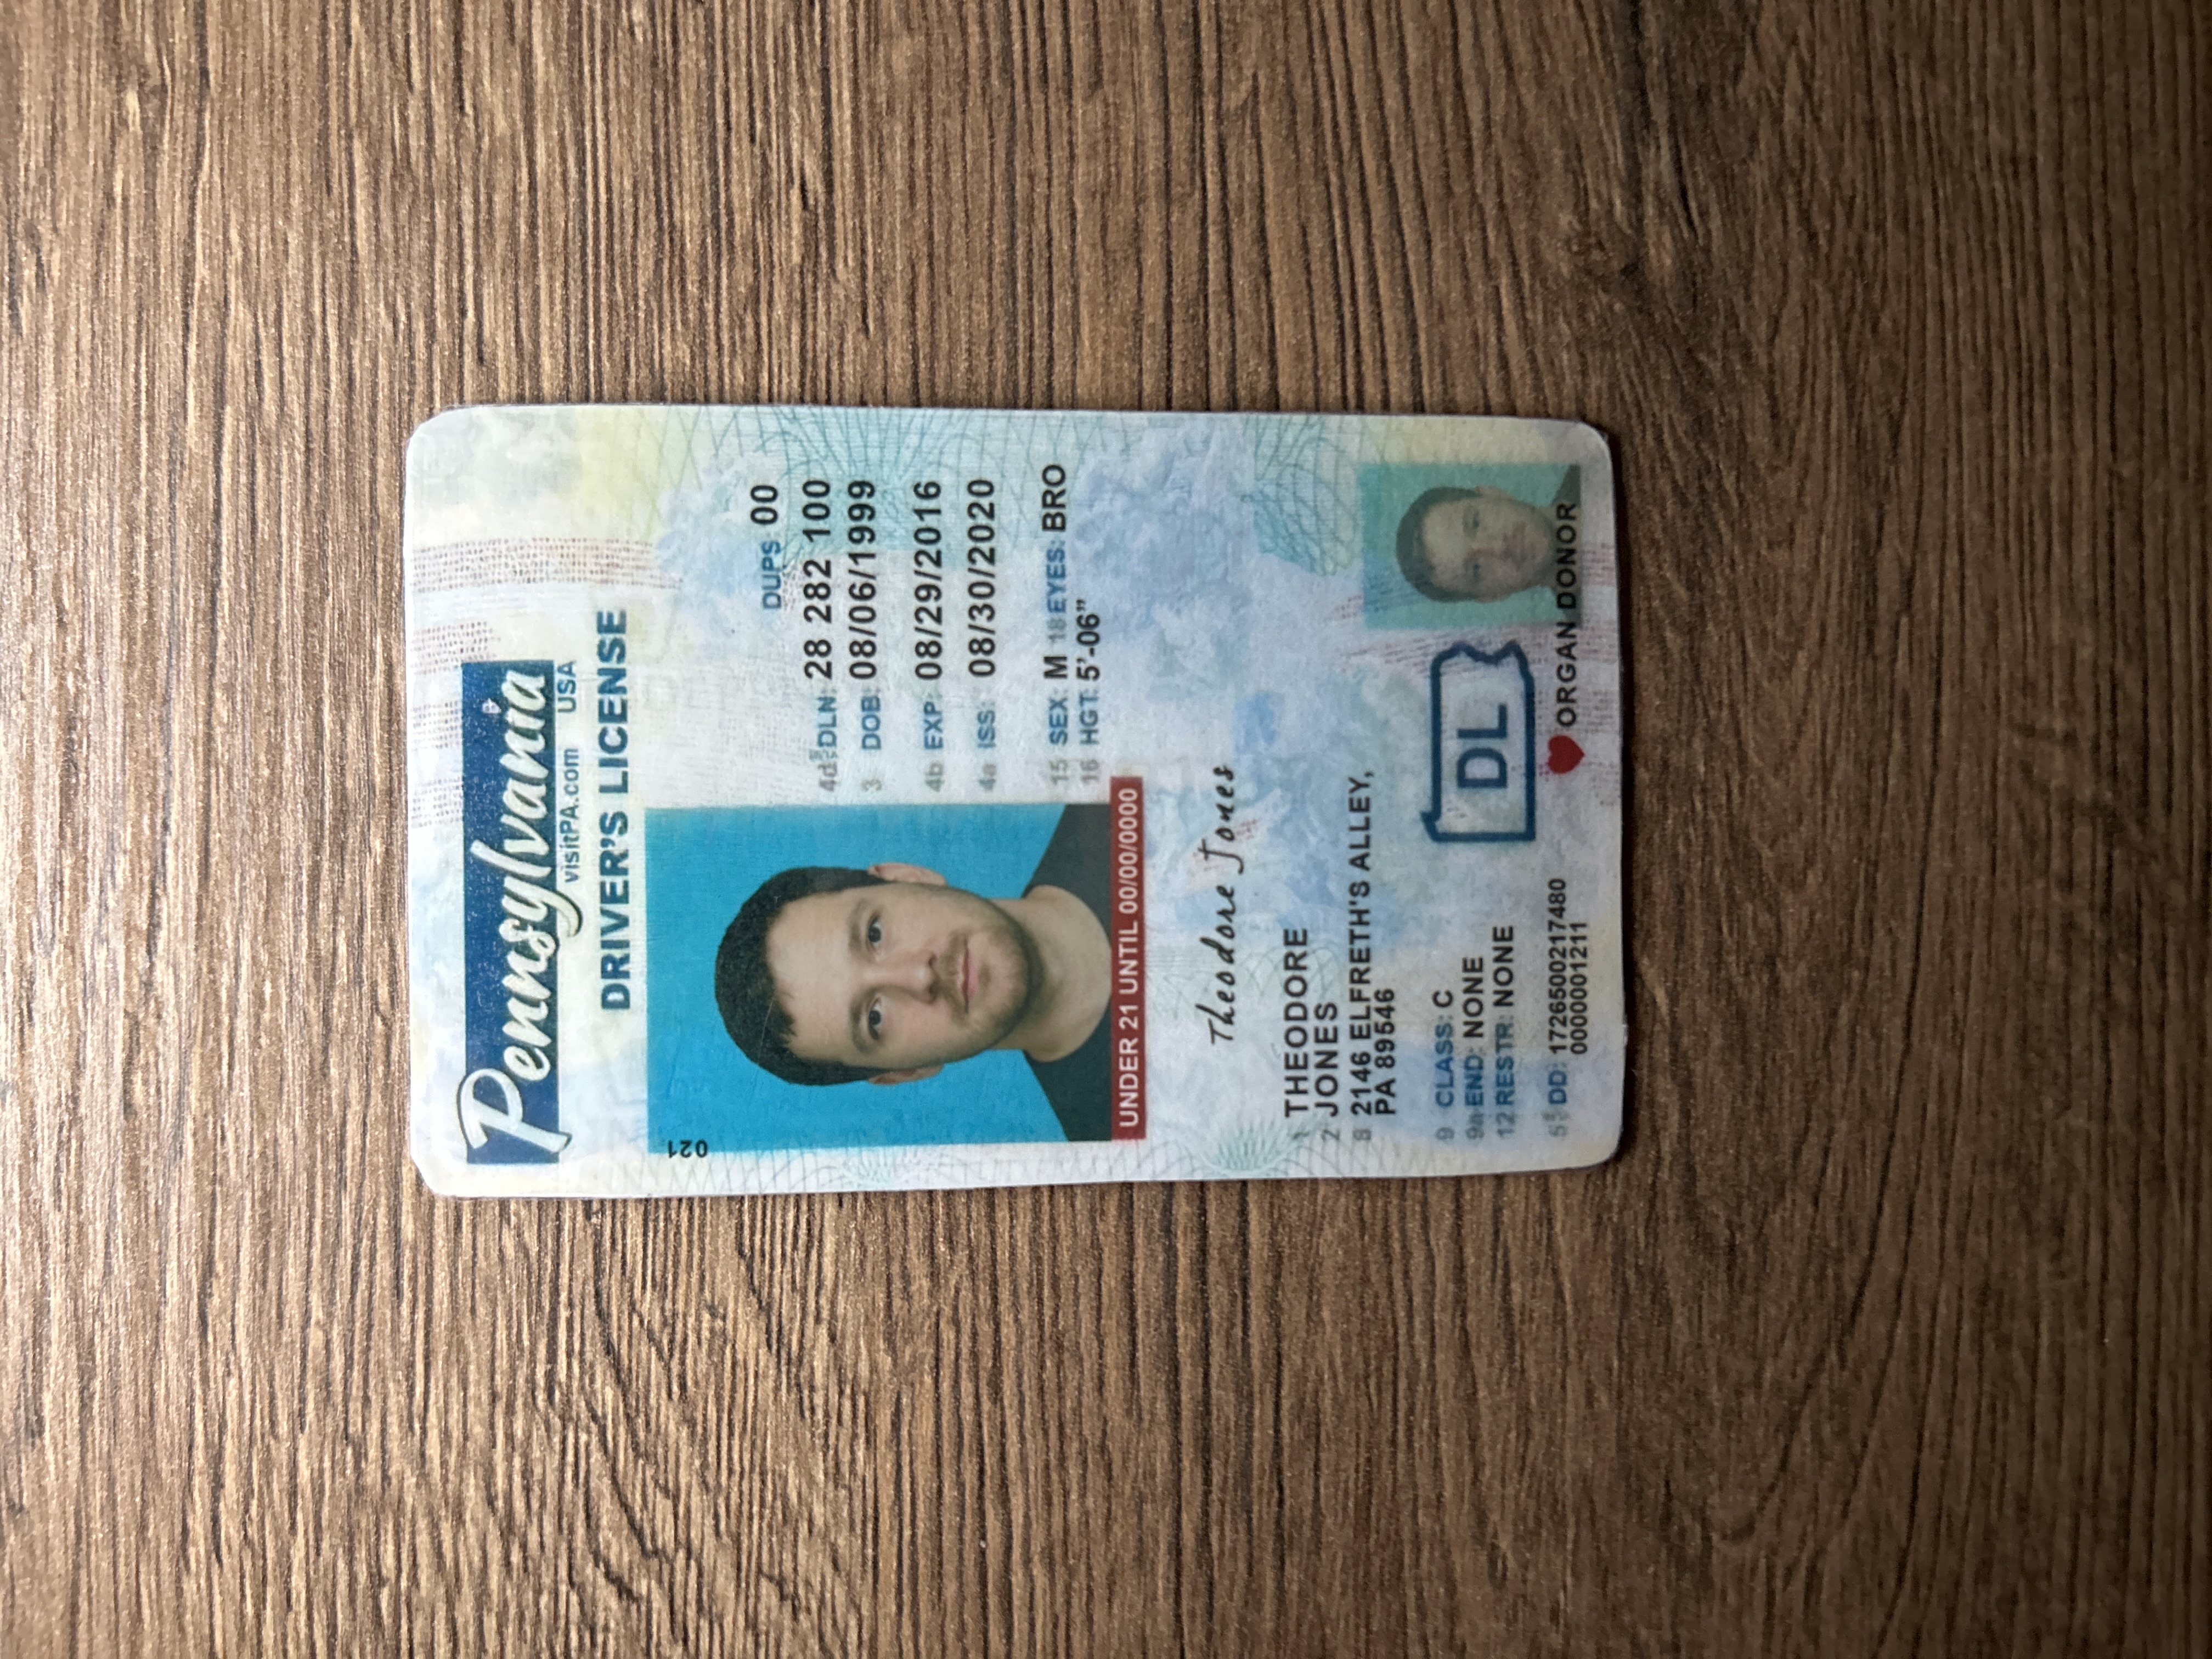 Pennsylvania
visitPA.com USA
DRIVER'S LICENSE
021
DUPS 00
4d DLN: 28 282 100
3 DOB: 08/06/1999
4b EXP: 08/29/2016
4a ISS: 08/30/2020
15 SEX: M 18 EYES: BRO
16 HGT: 5'-06"
UNDER 21 UNTIL 00/00/0000
Theodore Jones
1 THEODORE
2 JONES
8 2146 ELFRETH'S ALLEY,
PA 89546
9 CLASS: C
9a END: NONE
12 RESTR: NONE
DL
5 DD: 1726500217480
0000001211
ORGAN DONOR